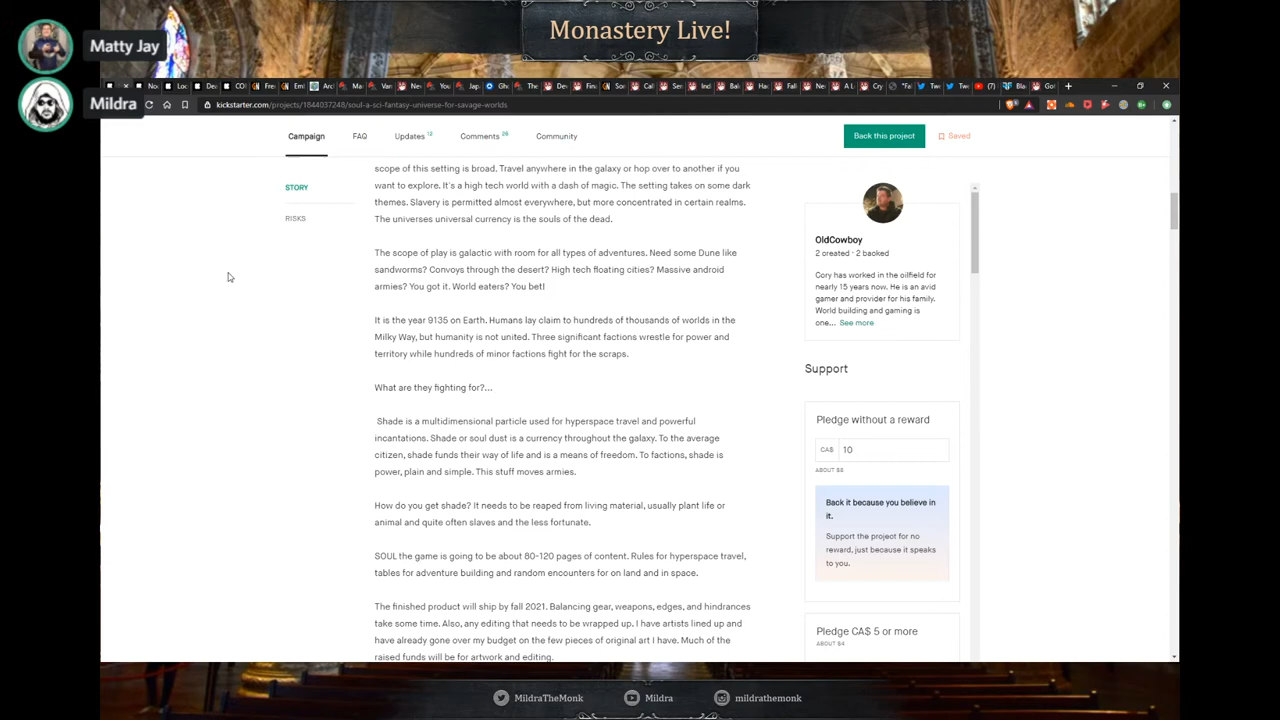 Monastery Live!
Matty Jay
Mildra
kickstarter.com/projects/1844037248/soul-a-sci-fantasy-universe-for-savage-worlds
Campaign
FAQ
Updates 12
Comments 26
Community
Back this project
Saved
STORY
RISKS
scope of this setting is broad. Travel anywhere in the galaxy or hop over to another if you
want to explore. It's a high tech world with a dash of magic. The setting takes on some dark
themes. Slavery is permitted almost everywhere, but more concentrated in certain realms.
The universes universal currency is the souls of the dead.
The scope of play is galactic with room for all types of adventures. Need some Dune like
sandworms? Convoys through the desert? High tech floating cities? Massive android
armies? You got it. World eaters? You bet!
It is the year 9135 on Earth. Humans lay claim to hundreds of thousands of worlds in the
Milky Way, but humanity is not united. Three significant factions wrestle for power and
territory while hundreds of minor factions fight for the scraps.
What are they fighting for?...
Shade is a multidimensional particle used for hyperspace travel and powerful
incantations. Shade or soul dust is a currency throughout the galaxy. To the average
citizen, shade funds their way of life and is a means of freedom. To factions, shade is
power, plain and simple. This stuff moves armies.
How do you get shade? It needs to be reaped from living material, usually plant life or
animal and quite often slaves and the less fortunate.
SOUL the game is going to be about 80-120 pages of content. Rules for hyperspace travel,
tables for adventure building and random encounters for on land and in space.
The finished product will ship by fall 2021. Balancing gear, weapons, edges, and hindrances
take some time. Also, any editing that needs to be wrapped up. I have artists lined up and
have already gone over my budget on the few pieces of original art I have. Much of the
raised funds will be for artwork and editing.
OldCowboy
2 created · 2 backed
Cory has worked in the oilfield for
nearly 15 years now. He is an avid
gamer and provider for his family.
World building and gaming is
one... See more
Support
Pledge without a reward
CA$ 10
ABOUT $8
Back it because you believe in
it.
Support the project for no
reward, just because it speaks
to you.
Pledge CA$ 5 or more
ABOUT $4
MildraTheMonk
Mildra
mildrathemonk